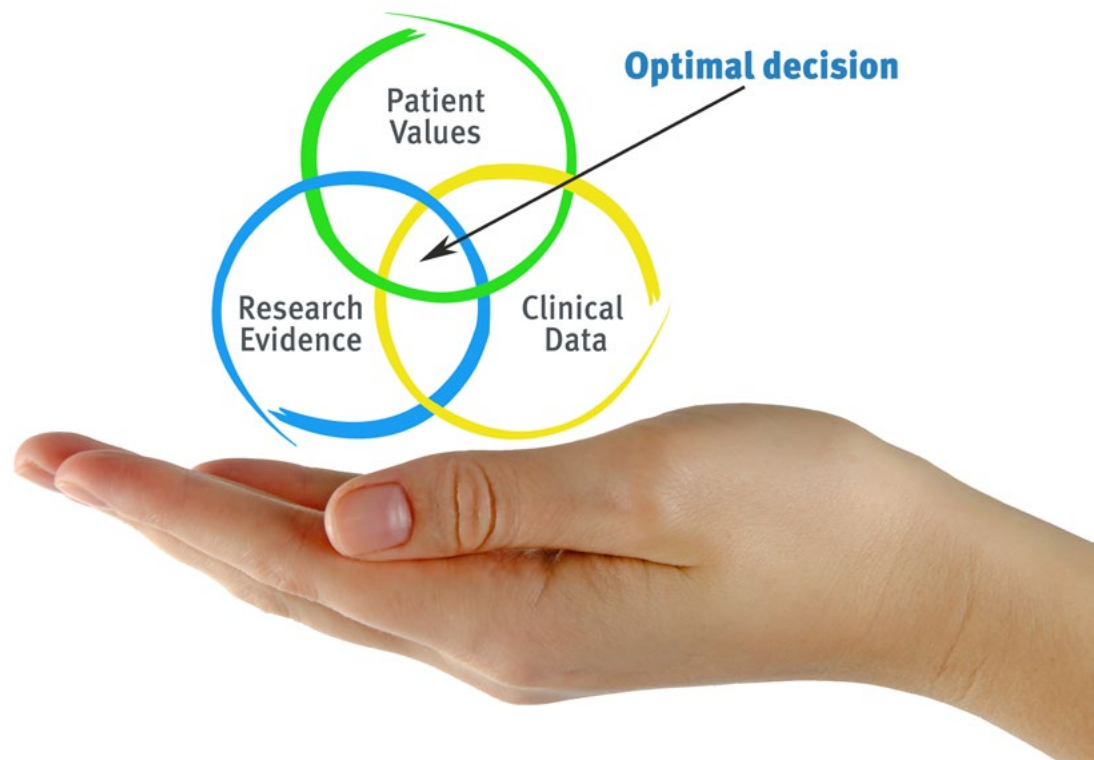 Optimal decision
Patient
Values
Research
Evidence
Clinical
Data